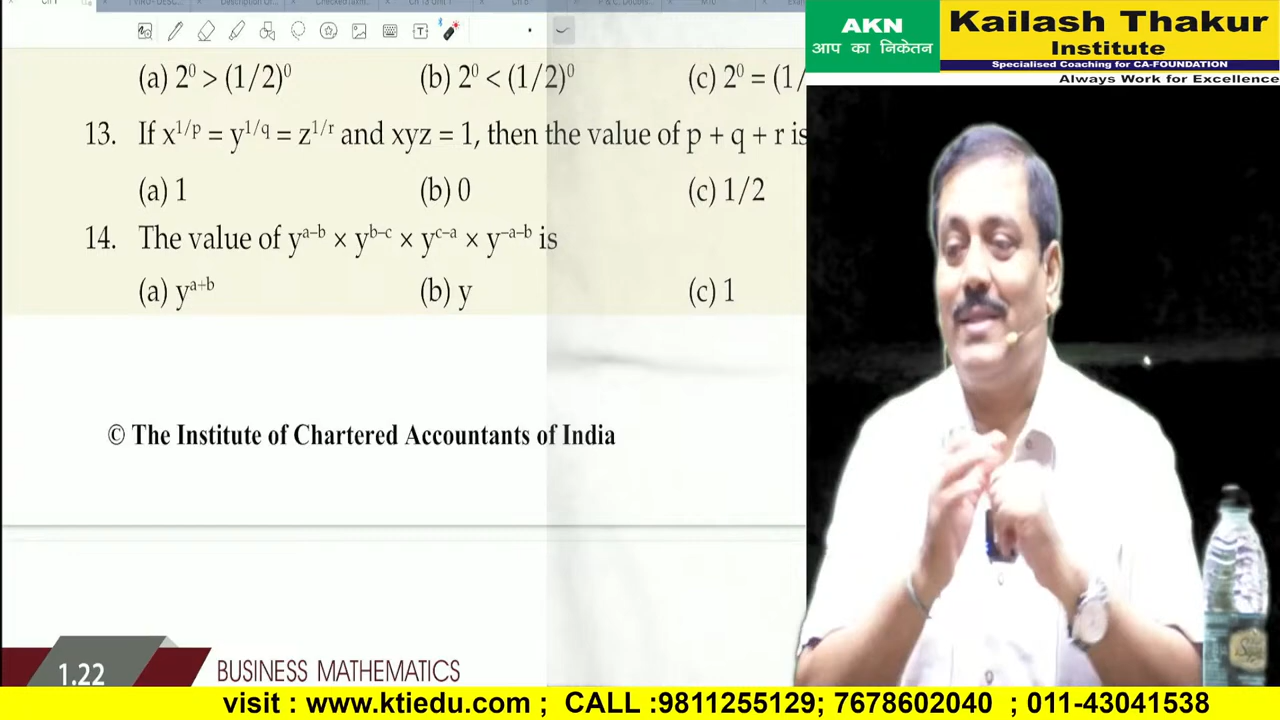 AKN
आप का निकेतन
Kailash Thakur
Institute
Specialised Coaching for CA-FOUNDATION
Always Work for Excellence
(a) 2⁰ > (1/2)⁰ (b) 2⁰ < (1/2)⁰ (c) 2⁰ = (1/
13. If x^1/p = y^1/q = z^1/r and xyz = 1, then the value of p + q + r is
(a) 1 (b) 0 (c) 1/2
14. The value of y^a–b × y^b–c × y^c–a × y^–a–b is
(a) y^a+b (b) y (c) 1
© The Institute of Chartered Accountants of India
1.22 BUSINESS MATHEMATICS
visit : www.ktiedu.com ; CALL :9811255129; 7678602040 ; 011-43041538